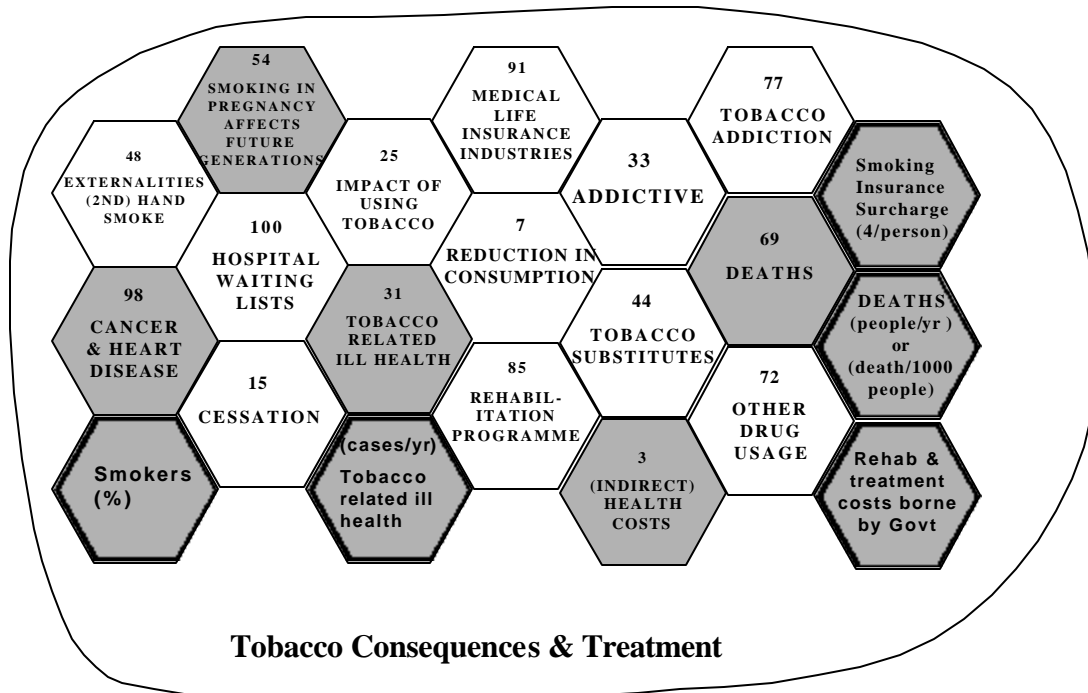 54
SMOKING IN
PREGNANCY
AFFECTS
FUTURE
GENERATIONS
91
MEDICAL
LIFE
INSURANCE
INDUSTRIES
77
TOBACCO
ADDICTION
48
EXTERNALITIES
(2ND) HAND
SMOKE
25
IMPACT OF
USING
TOBACCO
33
ADDICTIVE
Smoking
Insurance
Surcharge
(4/person)
100
HOSPITAL
WAITING
LISTS
7
REDUCTION IN
CONSUMPTION
69
DEATHS
98
CANCER
& HEART
DISEASE
31
TOBACCO
RELATED
ILL HEALTH
44
TOBACCO
SUBSTITUTES
DEATHS
(people/yr )
or
(death/1000
people)
15
CESSATION
85
REHABIL-
ITATION
PROGRAMME
72
OTHER
DRUG
USAGE
Smokers
(%)
(cases/yr)
Tobacco
related ill
health
3
(INDIRECT)
HEALTH
COSTS
Rehab &
treatment
costs borne
by Govt
Tobacco Consequences & Treatment